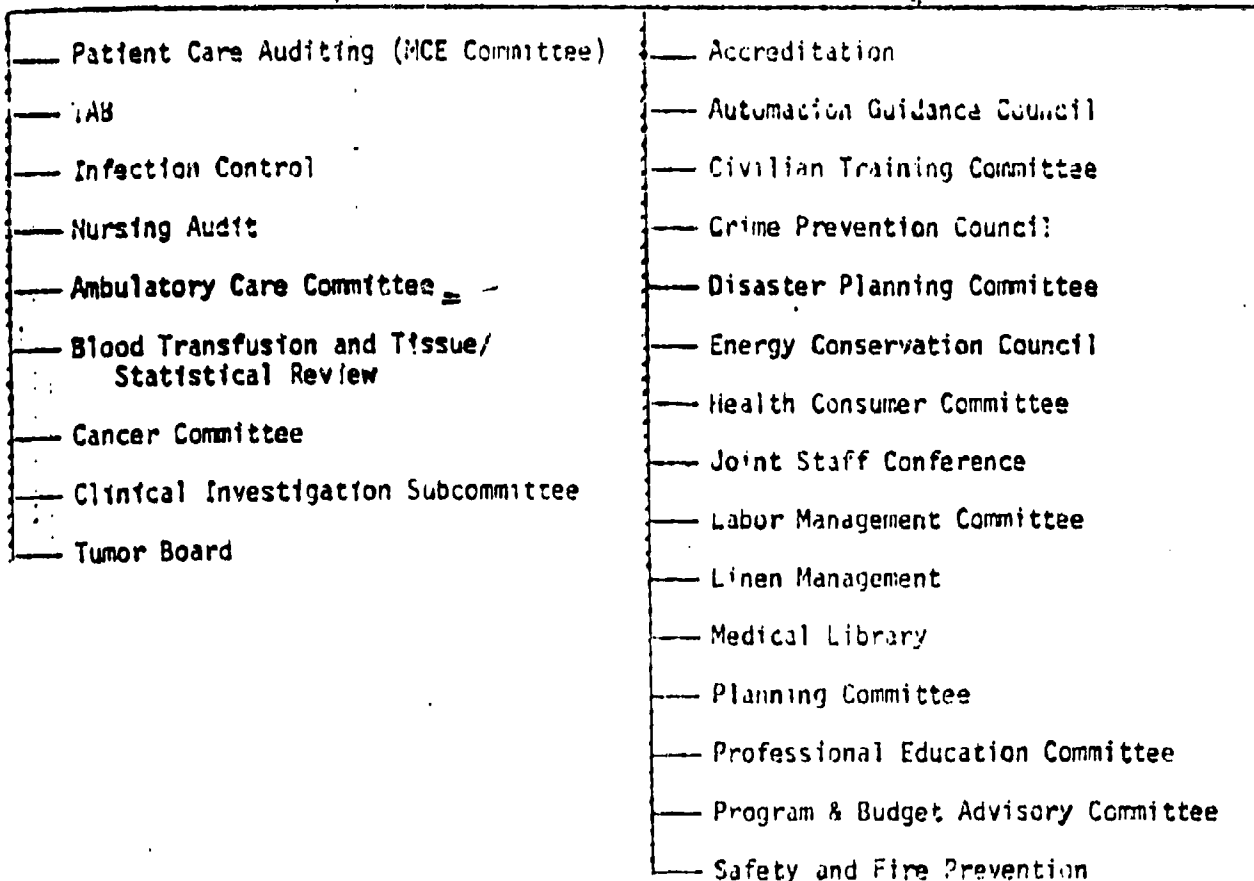 Patient Care Auditing (MCE Committee)
TAB
Infection Control
Nursing Audit
Ambulatory Care Committee
Blood Transfusion and Tissue/
Statistical Review
Cancer Committee
Clinical Investigation Subcommittee
Tumor Board
Accreditation
Automation Guidance Council
Civilian Training Committee
Crime Prevention Council
Disaster Planning Committee
Energy Conservation Council
Health Consumer Committee
Joint Staff Conference
Labor Management Committee
Linen Management
Medical Library
Planning Committee
Professional Education Committee
Program & Budget Advisory Committee
Safety and Fire Prevention